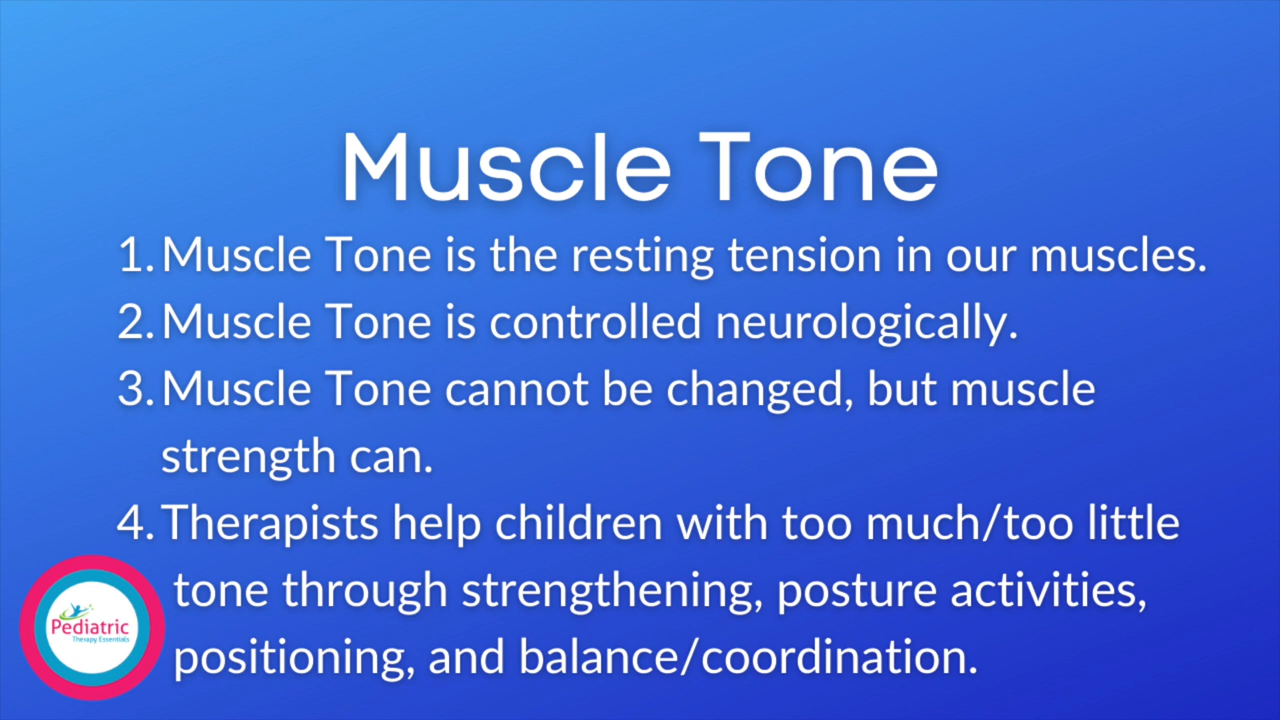 Muscle Tone
1. Muscle Tone is the resting tension in our muscles.
2. Muscle Tone is controlled neurologically.
3. Muscle Tone cannot be changed, but muscle
strength can.
4. Therapists help children with too much/too little
tone through strengthening, posture activities,
positioning, and balance/coordination.
Pediatric
Therapy Essentials